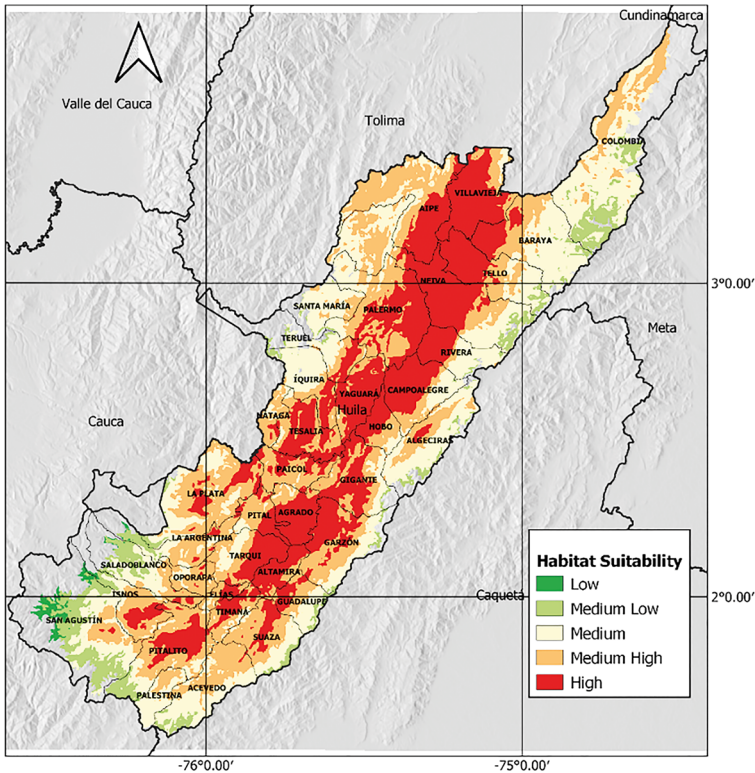 Cundinamarca
Valle del Cauca
Tolima
COLOMBIA
VILLAVIEJA
AIPE
BARAYA
TELLO
NEIVA
3°0.00′
SANTA MARÍA
PALERMO
Meta
TERUEL
RIVERA
ÍQUIRA
YAGUARÁ
CAMPOALEGRE
Huila
NÁTAGA
Cauca
TESALIA
HOBO
ALGECIRAS
PAICOL
GIGANTE
LA PLATA
PITAL
AGRADO
LA ARGENTINA
GARZÓN
TARQUI
SALADOBLANCO
ALTAMIRA
OPORAPA
ISNOS
ELÍAS
Caquetá
2°0.00′
GUADALUPE
TIMANÁ
SAN AGUSTÍN
SUAZA
PITALITO
ACEVEDO
PALESTINA
Habitat Suitability
Low
Medium Low
Medium
Medium High
High
-76°0.00′
-75°0.00′